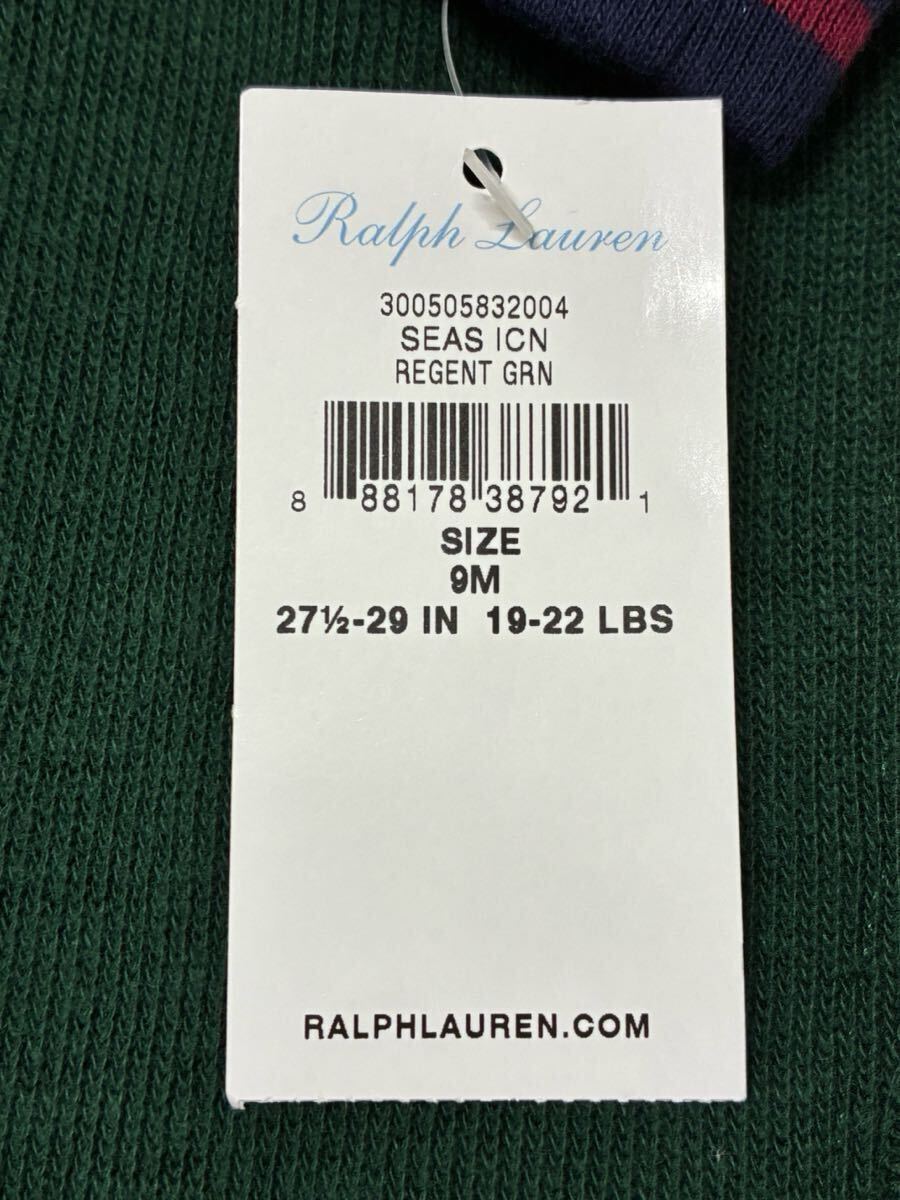 Ralph Lauren
300505832004
SEAS ICN
REGENT GRN
8 88178 38792 1
SIZE
9M
27½-29 IN 19-22 LBS
RALPHLAUREN.COM